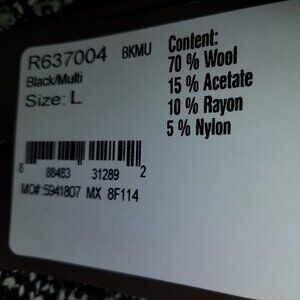 R637004 BKMU
Black/Multi
Size: L
Content:
70 % Wool
15 % Acetate
10 % Rayon
5 % Nylon
8 88483 31289 2
MO#: 5941807 MX 8F114